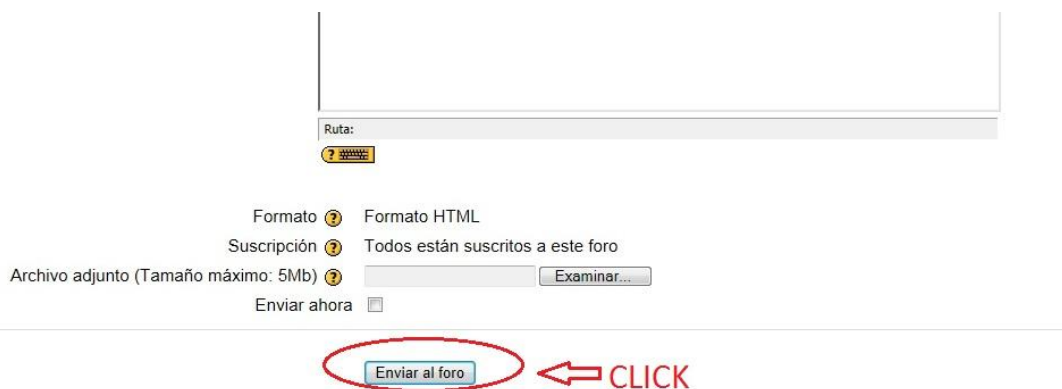 Ruta:
?
Formato ? Formato HTML
Suscripción ? Todos están suscritos a este foro
Archivo adjunto (Tamaño máximo: 5Mb) ? Examinar...
Enviar ahora
Enviar al foro CLICK